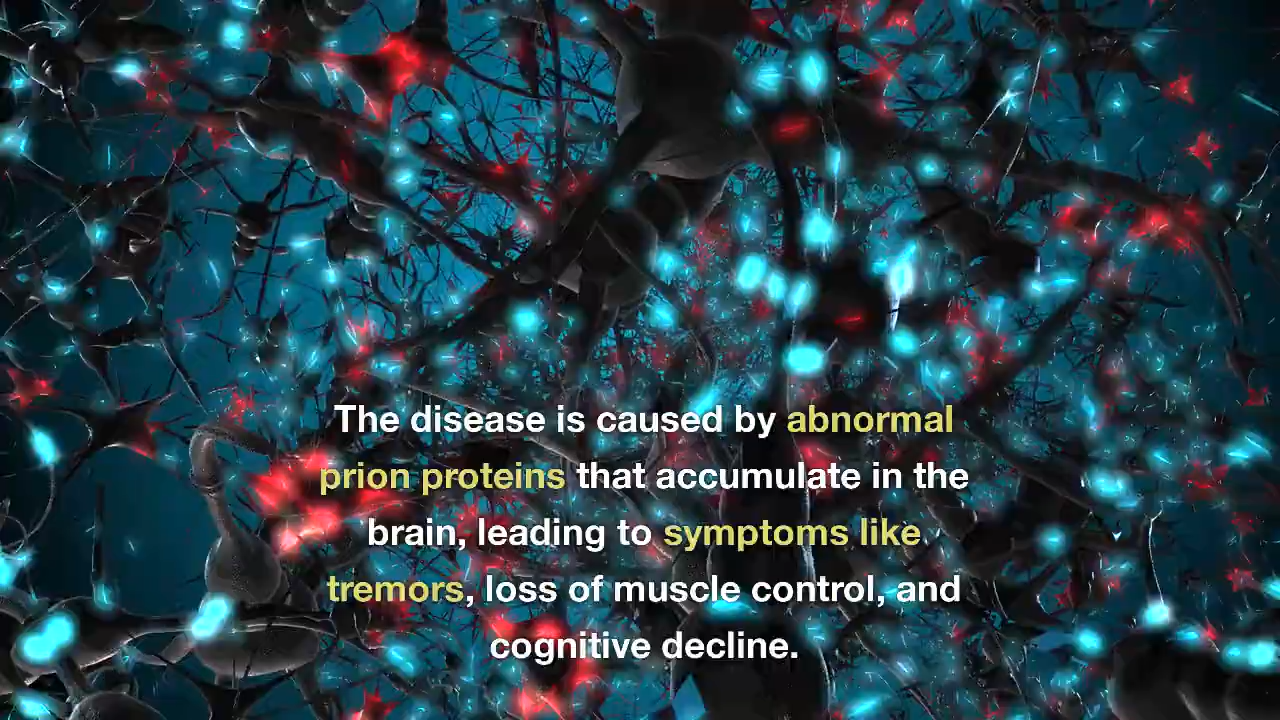 The disease is caused by abnormal
prion proteins that accumulate in the
brain, leading to symptoms like
tremors, loss of muscle control, and
cognitive decline.